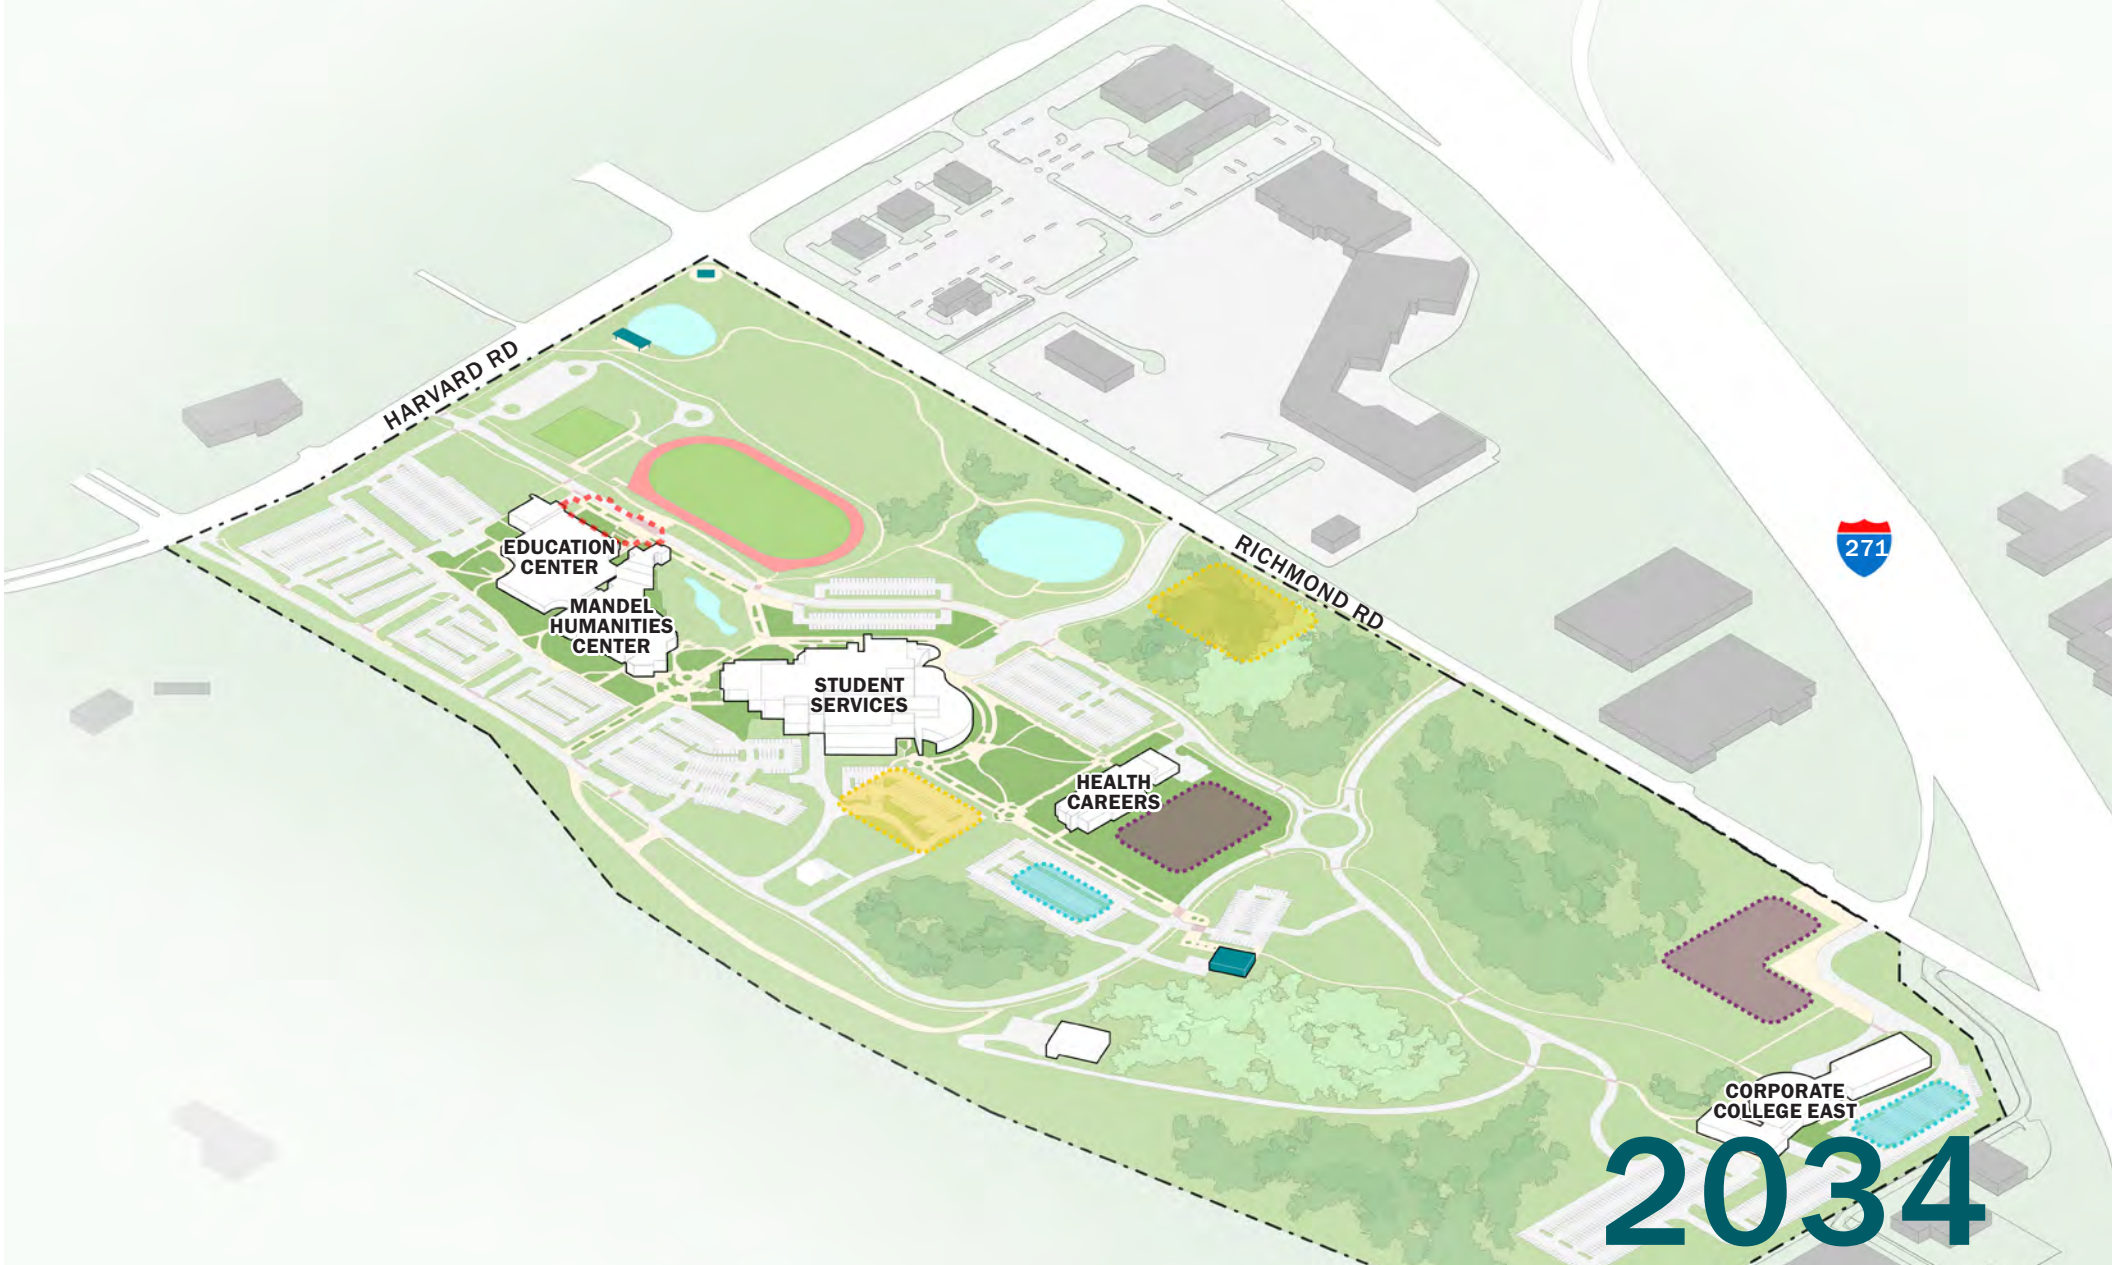 HARVARD RD
RICHMOND RD
271
EDUCATION
CENTER
MANDEL
HUMANITIES
CENTER
STUDENT
SERVICES
HEALTH
CAREERS
CORPORATE
COLLEGE EAST
2034